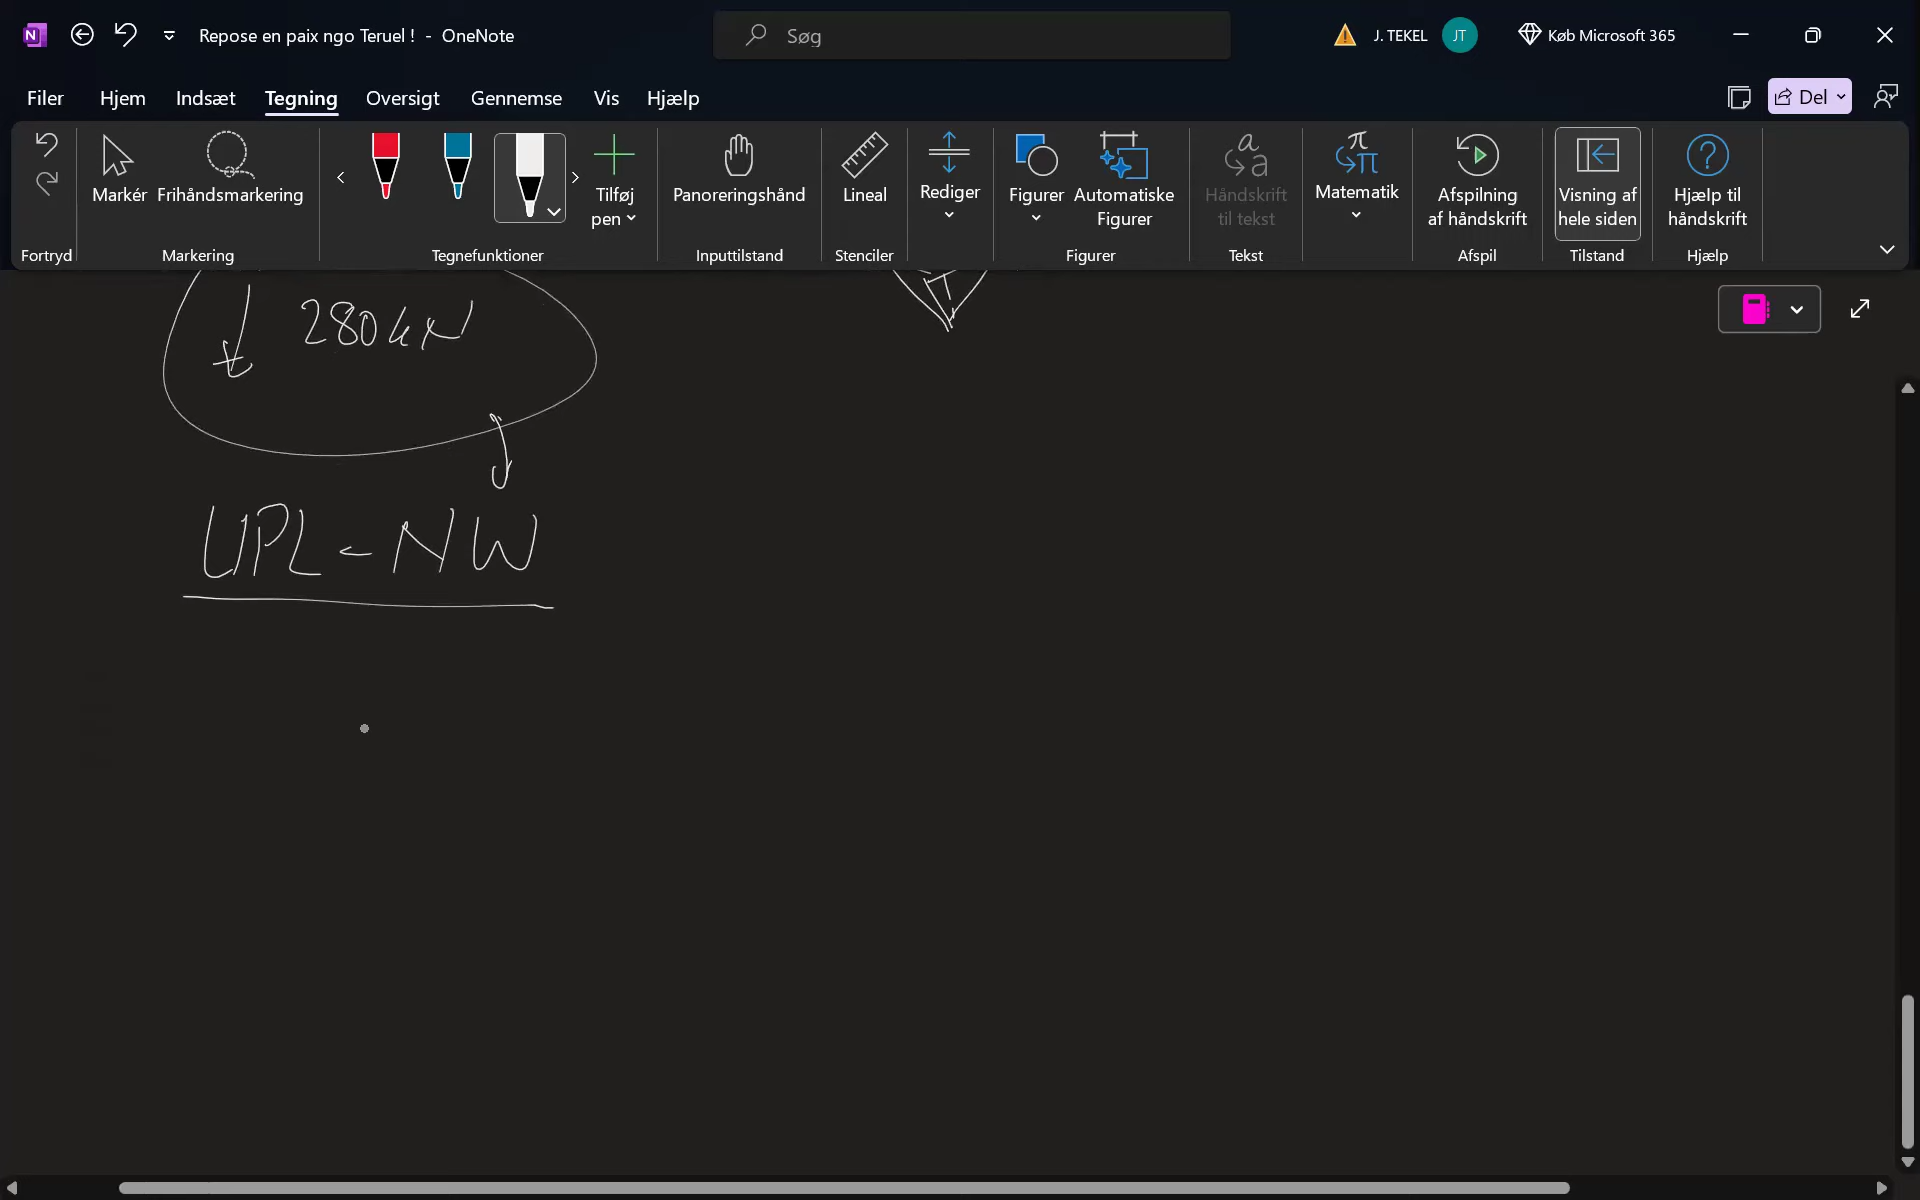 Repose en paix ngo Teruel ! - OneNote
Søg
J. TEKEL
JT
Køb Microsoft 365
Filer
Hjem
Indsæt
Tegning
Oversigt
Gennemse
Vis
Hjælp
Del
Markér
Frihåndsmarkering
Tilføj
pen
Panoreringshånd
Lineal
Rediger
Figurer
Automatiske
Figurer
Håndskrift
til tekst
Matematik
Afspilning
af håndskrift
Visning af
hele siden
Hjælp til
håndskrift
Fortryd
Markering
Tegnefunktioner
Inputtilstand
Stenciler
Figurer
Tekst
Afspil
Tilstand
Hjælp
280kN
UPL-NW